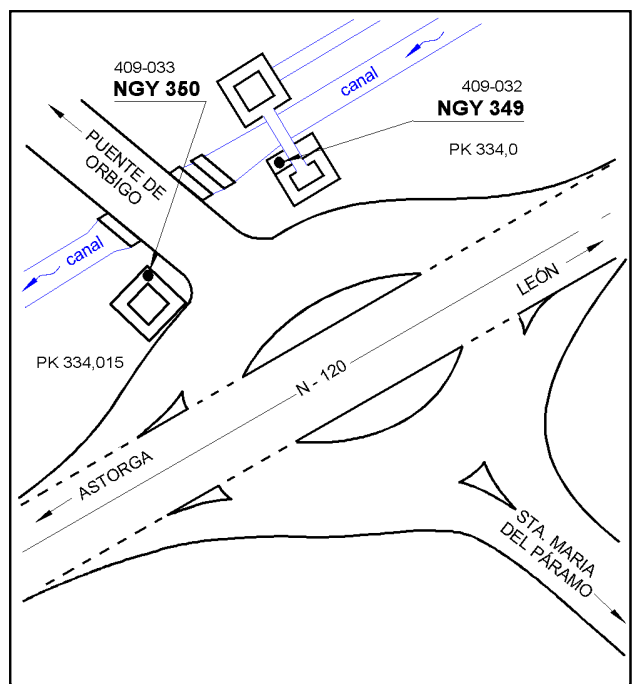 409-033
NGY 350
409-032
NGY 349
canal
PK 334,0
PUENTE DE
ORBIGO
canal
LEÓN
PK 334,015
N - 120
ASTORGA
STA. MARIA
DEL PÁRAMO